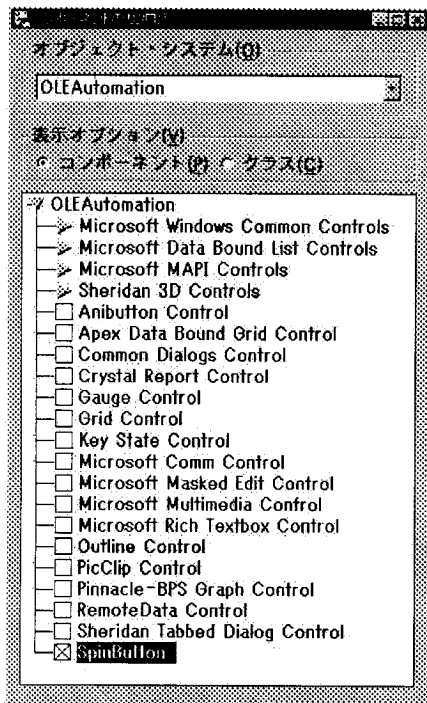 オブジェクト・システム(O)
OLEAutomation
表示オプション(V)
コンポーネント(P) クラス(C)
OLEAutomation
Microsoft Windows Common Controls
Microsoft Data Bound List Controls
Microsoft MAPI Controls
Sheridan 3D Controls
Anibutton Control
Apex Data Bound Grid Control
Common Dialogs Control
Crystal Report Control
Gauge Control
Grid Control
Key State Control
Microsoft Comm Control
Microsoft Masked Edit Control
Microsoft Multimedia Control
Microsoft Rich Textbox Control
Outline Control
PicClip Control
Pinnacle-BPS Graph Control
RemoteData Control
Sheridan Tabbed Dialog Control
SpinButton